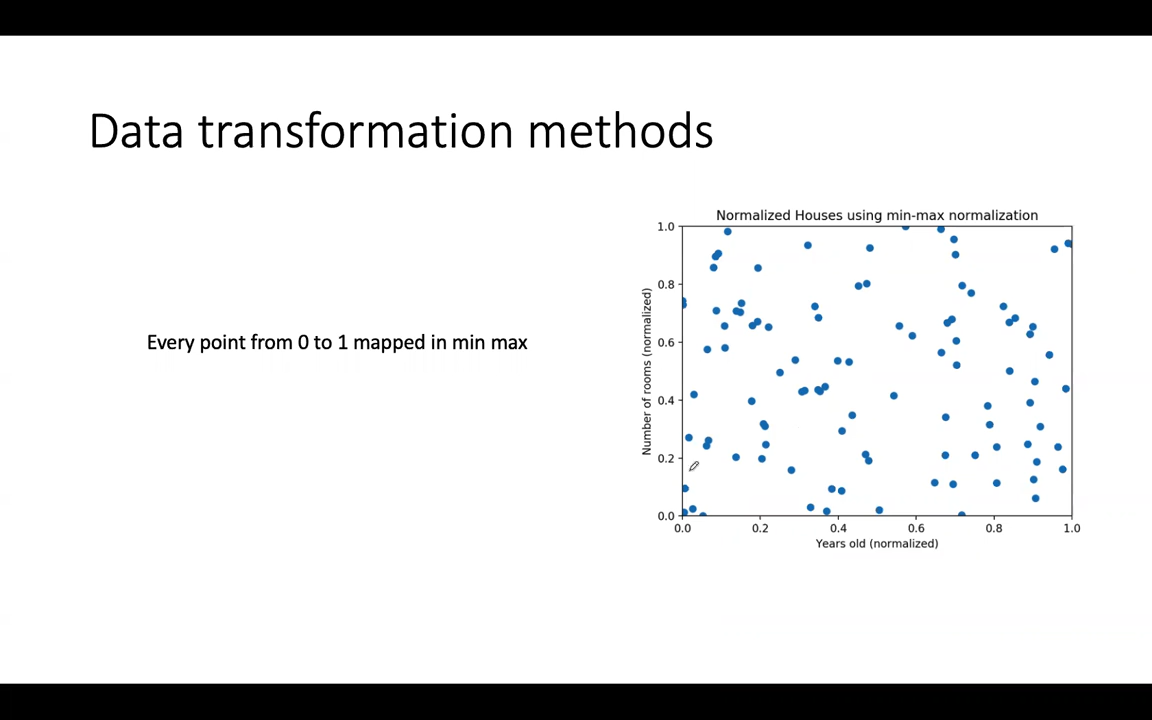 Data transformation methods
Every point from 0 to 1 mapped in min max
Normalized Houses using min-max normalization
Number of rooms (normalized)
1.0
0.8
0.6
0.4
0.2
0.0
0.0 0.2 0.4 0.6 0.8 1.0
Years old (normalized)